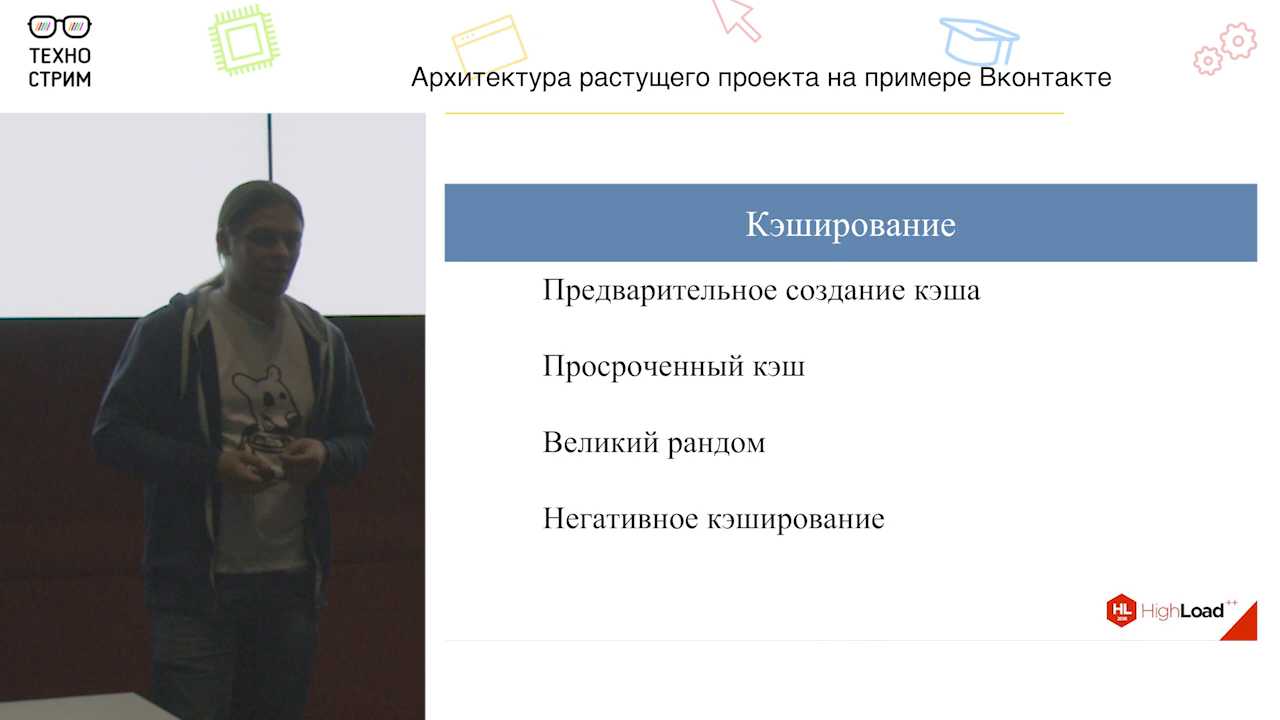 ТЕХНО
СТРИМ
Архитектура растущего проекта на примере Вконтакте
Кэширование
Предварительное создание кэша
Просроченный кэш
Великий рандом
Негативное кэширование
HL
HighLoad++